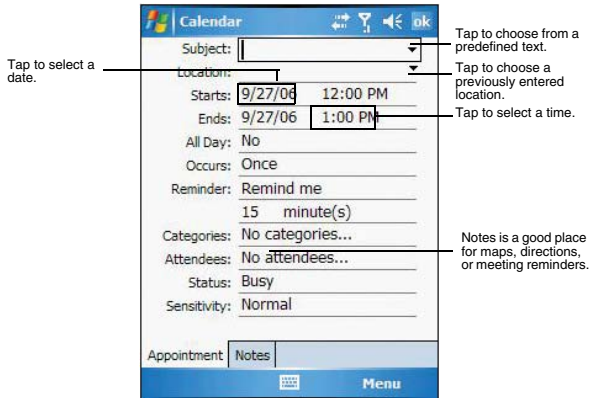 Calendar
ok
Subject:
Location:
Starts: 9/27/06 12:00 PM
Ends: 9/27/06 1:00 PM
All Day: No
Occurs: Once
Reminder: Remind me
15 minute(s)
Categories: No categories...
Attendees: No attendees...
Status: Busy
Sensitivity: Normal
Appointment Notes
Menu
Tap to select a
date.
Tap to choose from a
predefined text.
Tap to choose a
previously entered
location.
Tap to select a time.
Notes is a good place
for maps, directions,
or meeting reminders.